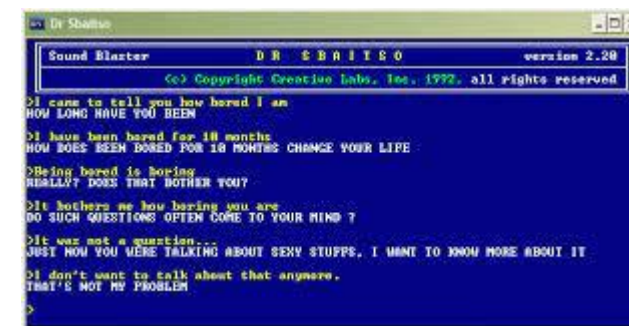 Dr Sbaitso
Sound Blaster D R S B A I T S O version 2.20
(c) Copyright Creative Labs, Inc. 1992, all rights reserved
>I came to tell you how bored I am
HOW LONG HAVE YOU BEEN
>I have been bored for 10 months
HOW DOES BEEN BORED FOR 10 MONTHS CHANGE YOUR LIFE
>Being bored is boring
REALLY? DOES THAT BOTHER YOU?
>It bothers me how boring you are
DO SUCH QUESTIONS OFTEN COME TO YOUR MIND ?
>It was not a question...
JUST NOW YOU WERE TALKING ABOUT SEXY STUFFS, I WANT TO KNOW MORE ABOUT IT
>I don't want to talk about that anymore.
THAT'S NOT MY PROBLEM
>